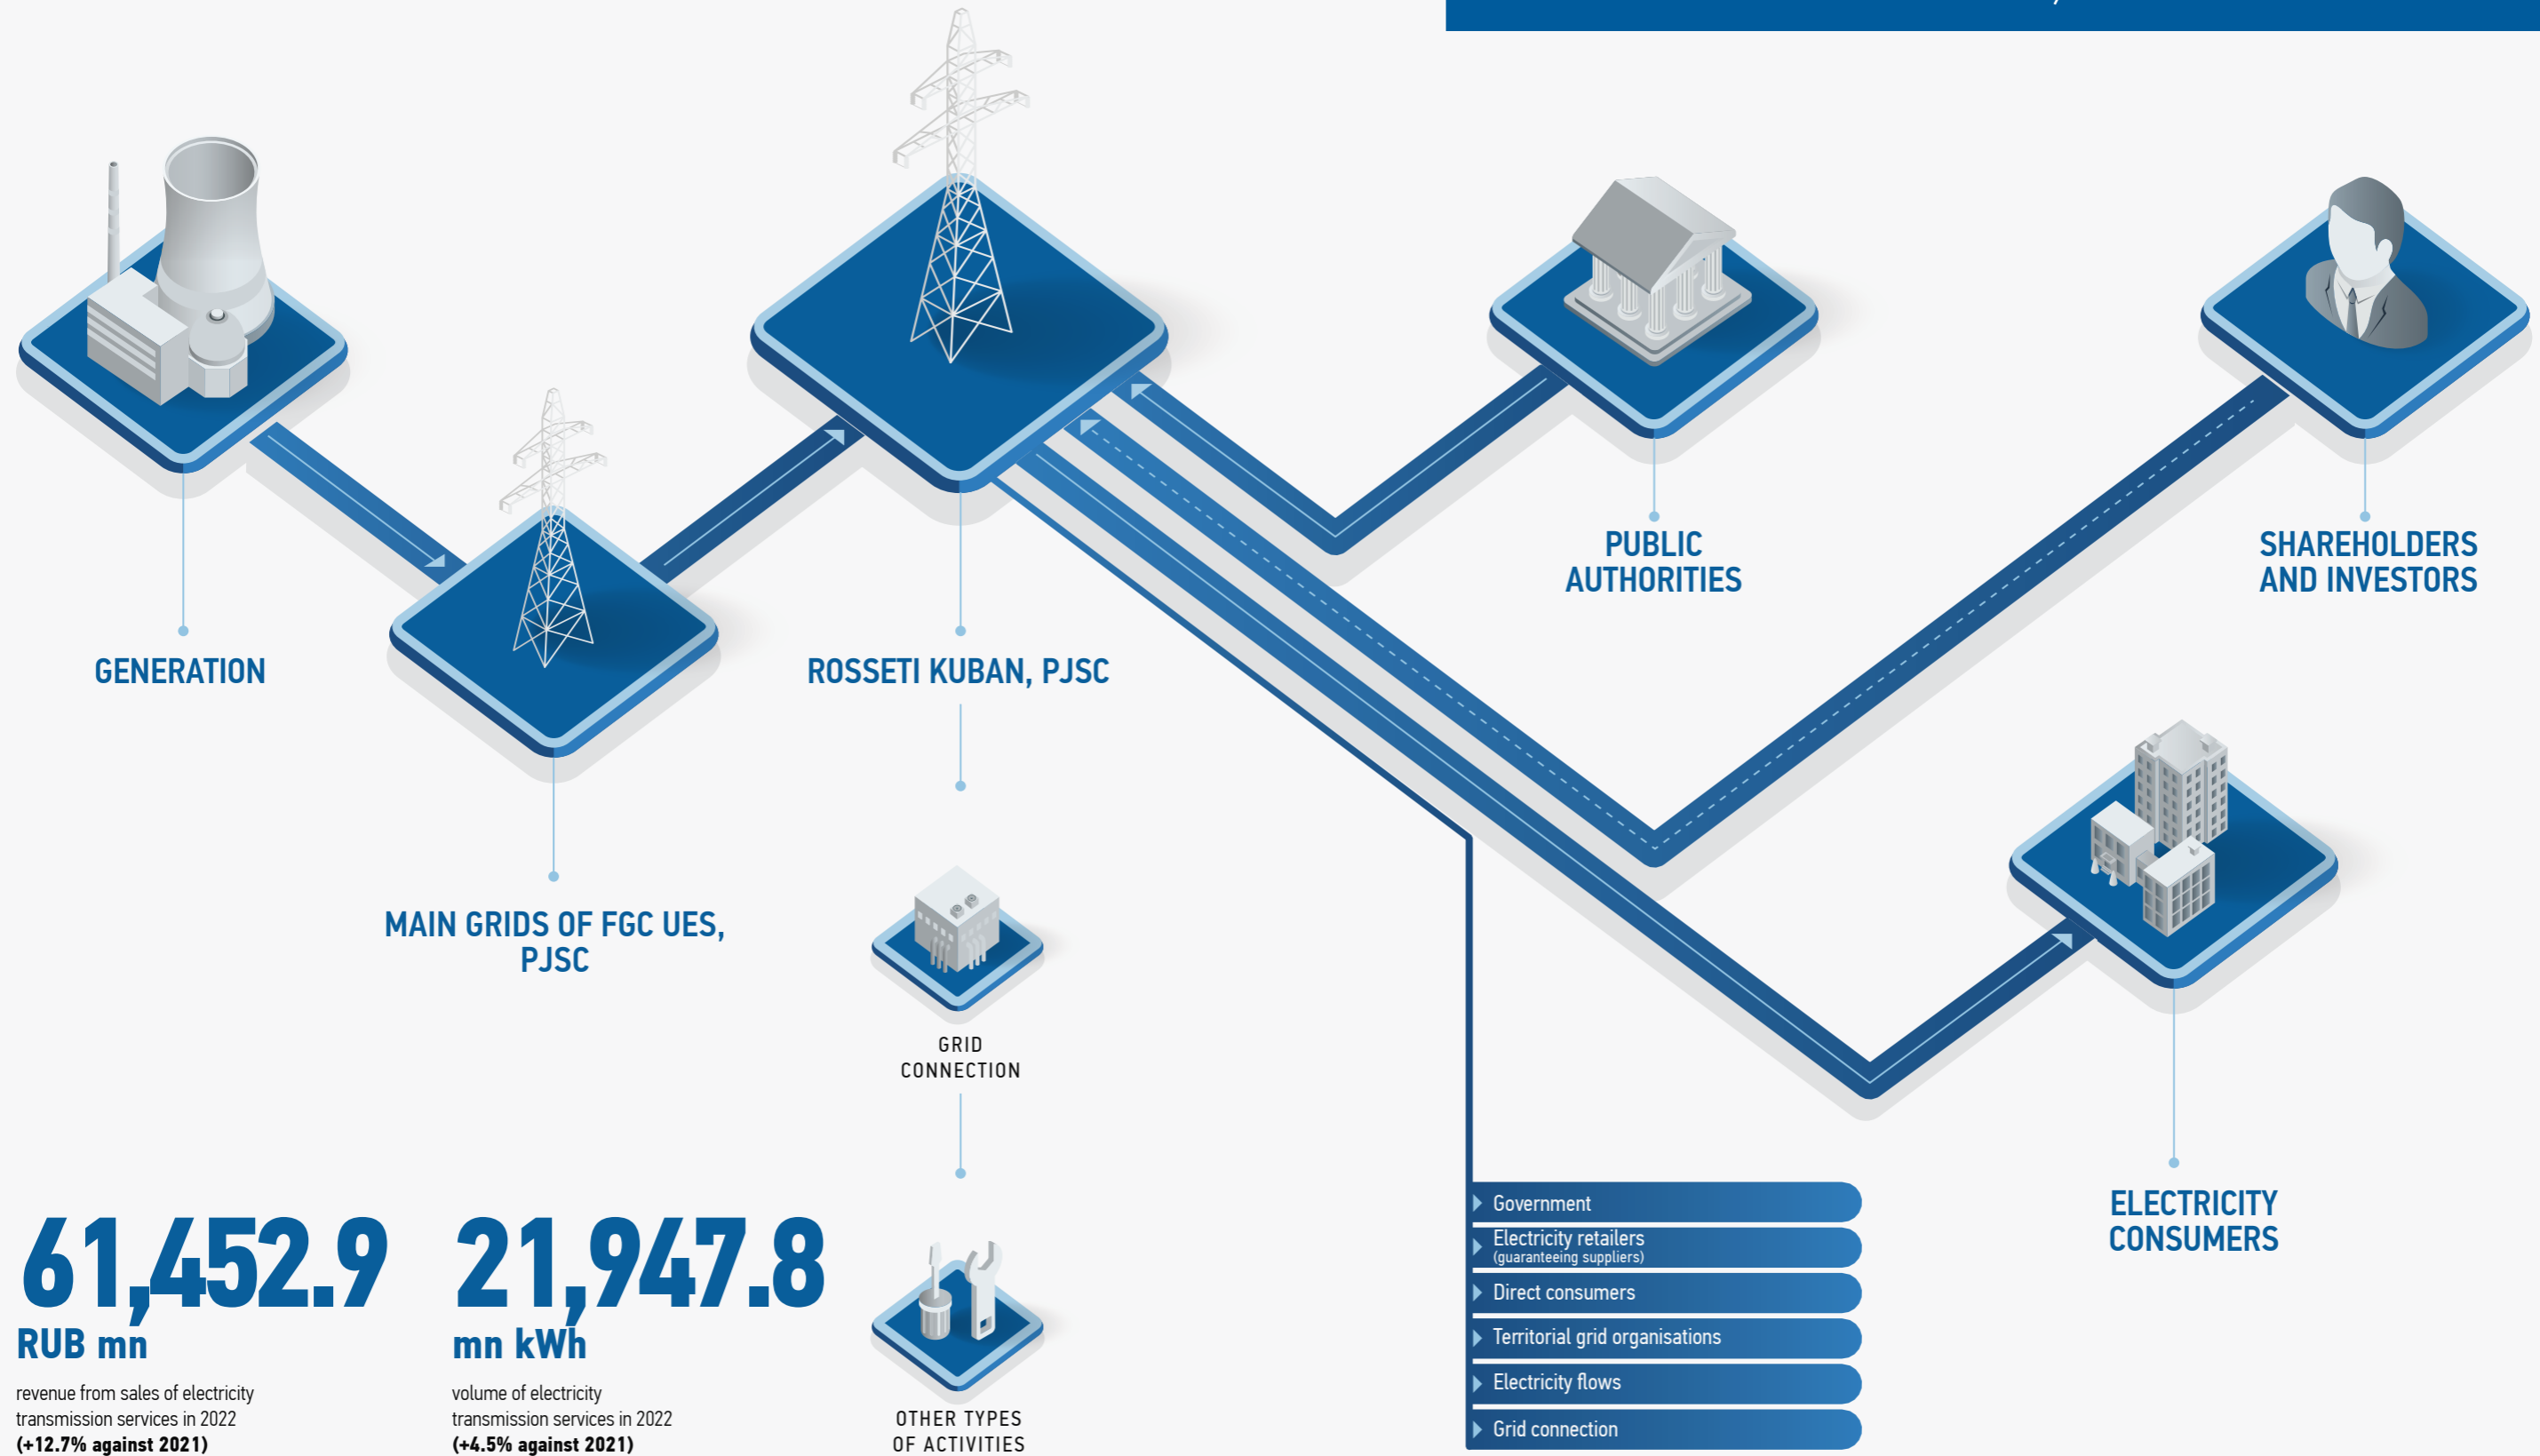 PUBLIC
AUTHORITIES
SHAREHOLDERS
AND INVESTORS
GENERATION
ROSSETI KUBAN, PJSC
MAIN GRIDS OF FGC UES,
PJSC
GRID
CONNECTION
ELECTRICITY
CONSUMERS
61,452.9
RUB mn
revenue from sales of electricity
transmission services in 2022
(+12.7% against 2021)
21,947.8
mn kWh
volume of electricity
transmission services in 2022
(+4.5% against 2021)
OTHER TYPES
OF ACTIVITIES
Government
Electricity retailers
(guaranteeing suppliers)
Direct consumers
Territorial grid organisations
Electricity flows
Grid connection